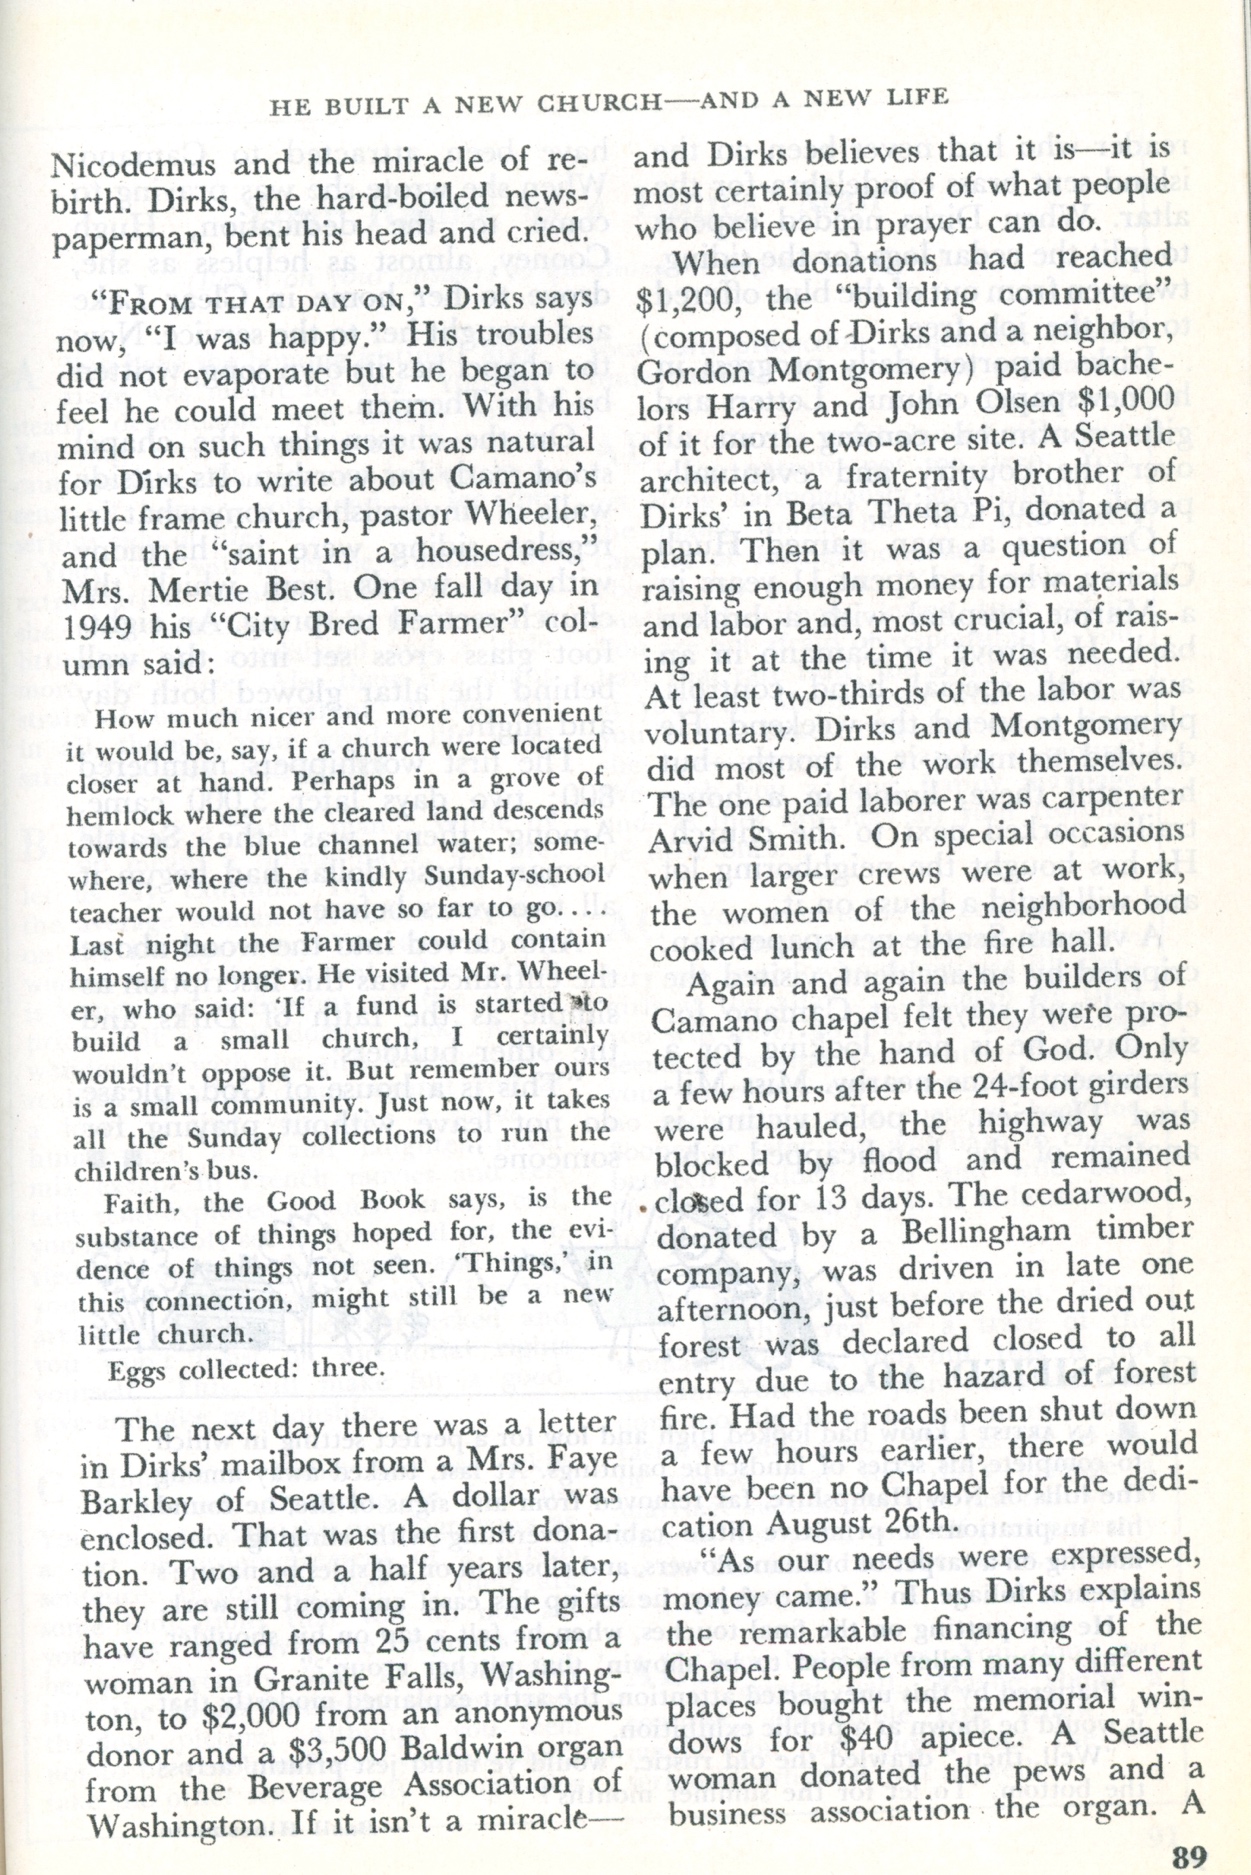 HE BUILT A NEW CHURCH—AND A NEW LIFE
Nicodemus and the miracle of re-
birth. Dirks, the hard-boiled news-
paperman, bent his head and cried.
“FROM THAT DAY ON,” Dirks says
now, “I was happy.” His troubles
did not evaporate but he began to
feel he could meet them. With his
mind on such things it was natural
for Dirks to write about Camano’s
little frame church, pastor Wheeler,
and the “saint in a housedress,”
Mrs. Mertie Best. One fall day in
1949 his “City Bred Farmer” col-
umn said:
How much nicer and more convenient
it would be, say, if a church were located
closer at hand. Perhaps in a grove of
hemlock where the cleared land descends
towards the blue channel water; some-
where, where the kindly Sunday-school
teacher would not have so far to go. . . .
Last night the Farmer could contain
himself no longer. He visited Mr. Wheel-
er, who said: ‘If a fund is started to
build a small church, I certainly
wouldn’t oppose it. But remember ours
is a small community. Just now, it takes
all the Sunday collections to run the
children’s bus.
Faith, the Good Book says, is the
substance of things hoped for, the evi-
dence of things not seen. ‘Things,’ in
this connection, might still be a new
little church.
Eggs collected: three.
The next day there was a letter
in Dirks’ mailbox from a Mrs. Faye
Barkley of Seattle. A dollar was
enclosed. That was the first dona-
tion. Two and a half years later,
they are still coming in. The gifts
have ranged from 25 cents from a
woman in Granite Falls, Washing-
ton, to $2,000 from an anonymous
donor and a $3,500 Baldwin organ
from the Beverage Association of
Washington. If it isn’t a miracle—
and Dirks believes that it is—it is
most certainly proof of what people
who believe in prayer can do.
When donations had reached
$1,200, the “building committee”
(composed of Dirks and a neighbor,
Gordon Montgomery) paid bache-
lors Harry and John Olsen $1,000
of it for the two-acre site. A Seattle
architect, a fraternity brother of
Dirks’ in Beta Theta Pi, donated a
plan. Then it was a question of
raising enough money for materials
and labor and, most crucial, of rais-
ing it at the time it was needed.
At least two-thirds of the labor was
voluntary. Dirks and Montgomery
did most of the work themselves.
The one paid laborer was carpenter
Arvid Smith. On special occasions
when larger crews were at work,
the women of the neighborhood
cooked lunch at the fire hall.
Again and again the builders of
Camano chapel felt they were pro-
tected by the hand of God. Only
a few hours after the 24-foot girders
were hauled, the highway was
blocked by flood and remained
closed for 13 days. The cedarwood,
donated by a Bellingham timber
company, was driven in late one
afternoon, just before the dried out
forest was declared closed to all
entry due to the hazard of forest
fire. Had the roads been shut down
a few hours earlier, there would
have been no Chapel for the dedi-
cation August 26th.
“As our needs were expressed,
money came.” Thus Dirks explains
the remarkable financing of the
Chapel. People from many different
places bought the memorial win-
dows for $40 apiece. A Seattle
woman donated the pews and a
business association the organ. A
89